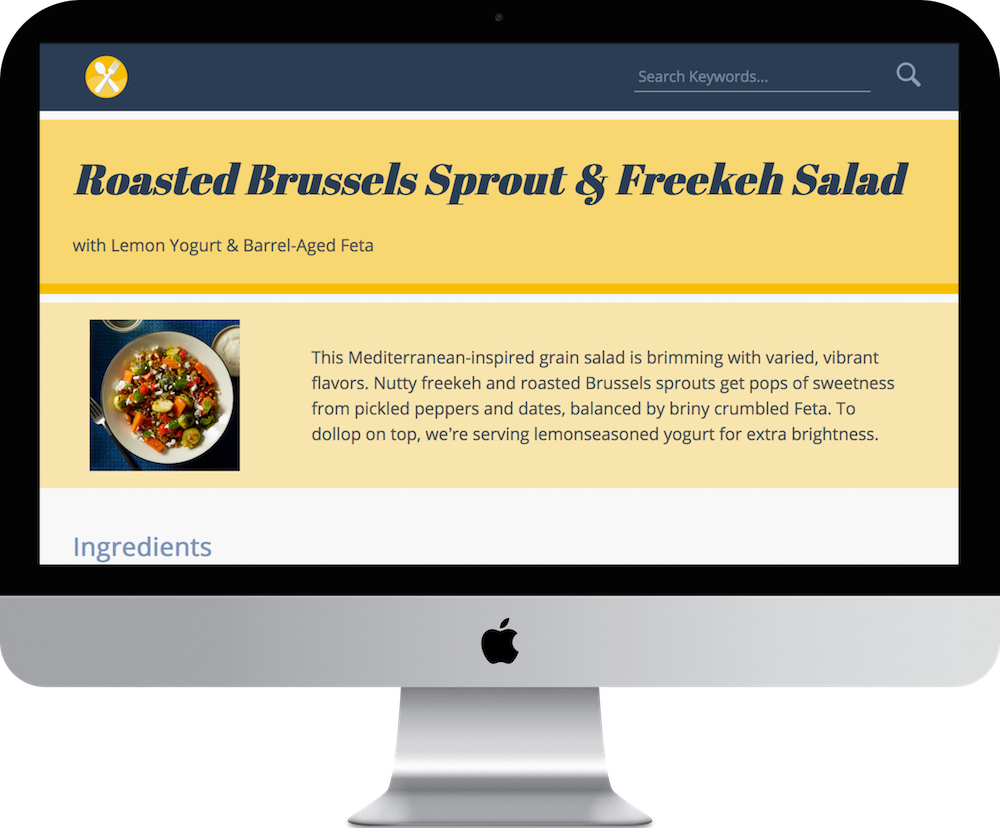 Search Keywords...
Roasted Brussels Sprout & Freekeh Salad
with Lemon Yogurt & Barrel-Aged Feta
This Mediterranean-inspired grain salad is brimming with varied, vibrant
flavors. Nutty freekeh and roasted Brussels sprouts get pops of sweetness
from pickled peppers and dates, balanced by briny crumbled Feta. To
dollop on top, we're serving lemonseasoned yogurt for extra brightness.
Ingredients